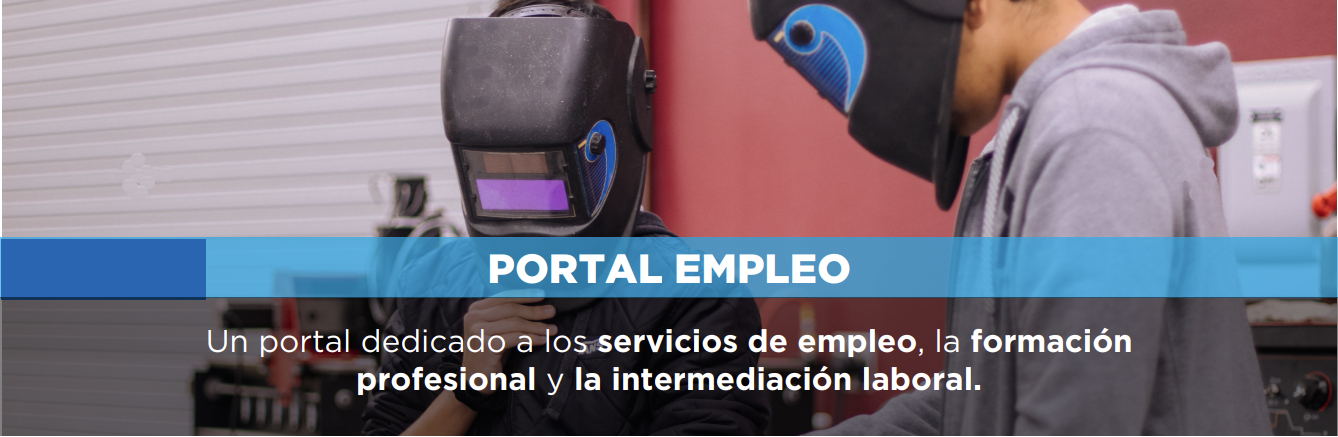 PORTAL EMPLEO
Un portal dedicado a los servicios de empleo, la formación
profesional y la intermediación laboral.